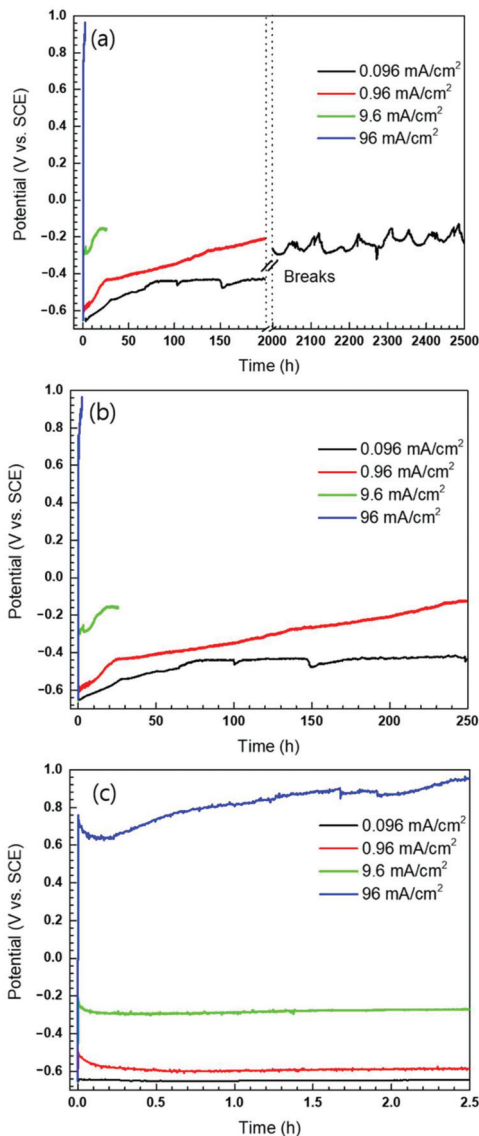 (a)
0.096 mA/cm²
0.96 mA/cm²
9.6 mA/cm²
96 mA/cm²
Potential (V vs. SCE)
1.0
0.8
0.6
0.4
0.2
0.0
−0.2
−0.4
−0.6
Breaks
0 50 100 150 200 2000 2100 2200 2300 2400 2500
Time (h)
(b)
0.096 mA/cm²
0.96 mA/cm²
9.6 mA/cm²
96 mA/cm²
Potential (V vs. SCE)
1.0
0.8
0.6
0.4
0.2
0.0
−0.2
−0.4
−0.6
0 50 100 150 200 250
Time (h)
(c)
0.096 mA/cm²
0.96 mA/cm²
9.6 mA/cm²
96 mA/cm²
Potential (V vs. SCE)
1.0
0.8
0.6
0.4
0.2
0.0
−0.2
−0.4
−0.6
0.0 0.5 1.0 1.5 2.0 2.5
Time (h)